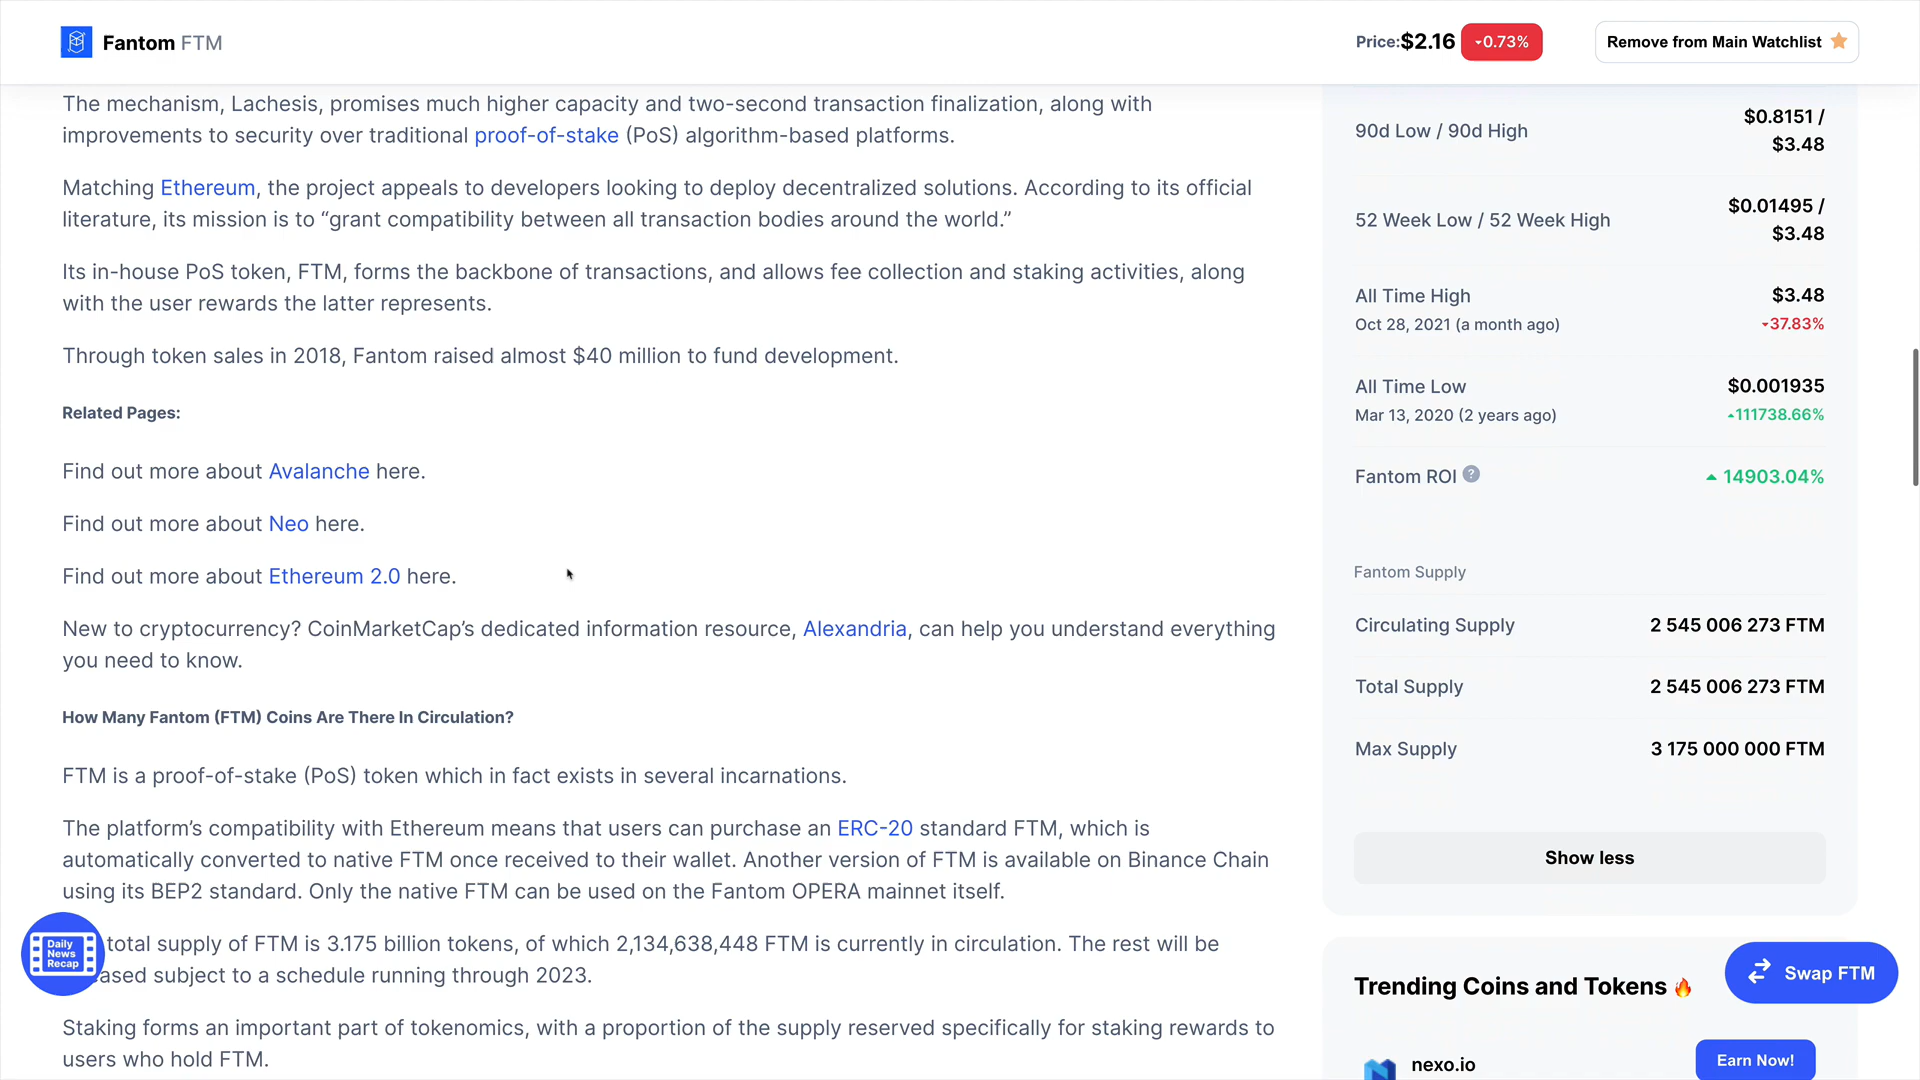 Fantom FTM
Price:$2.16 -0.73%
Remove from Main Watchlist
The mechanism, Lachesis, promises much higher capacity and two-second transaction finalization, along with
improvements to security over traditional proof-of-stake (PoS) algorithm-based platforms.
Matching Ethereum, the project appeals to developers looking to deploy decentralized solutions. According to its official
literature, its mission is to “grant compatibility between all transaction bodies around the world.”
Its in-house PoS token, FTM, forms the backbone of transactions, and allows fee collection and staking activities, along
with the user rewards the latter represents.
Through token sales in 2018, Fantom raised almost $40 million to fund development.
Related Pages:
Find out more about Avalanche here.
Find out more about Neo here.
Find out more about Ethereum 2.0 here.
New to cryptocurrency? CoinMarketCap’s dedicated information resource, Alexandria, can help you understand everything
you need to know.
How Many Fantom (FTM) Coins Are There In Circulation?
FTM is a proof-of-stake (PoS) token which in fact exists in several incarnations.
The platform’s compatibility with Ethereum means that users can purchase an ERC-20 standard FTM, which is
automatically converted to native FTM once received to their wallet. Another version of FTM is available on Binance Chain
using its BEP2 standard. Only the native FTM can be used on the Fantom OPERA mainnet itself.
total supply of FTM is 3.175 billion tokens, of which 2,134,638,448 FTM is currently in circulation. The rest will be
ased subject to a schedule running through 2023.
Staking forms an important part of tokenomics, with a proportion of the supply reserved specifically for staking rewards to
users who hold FTM.
Daily
News
Recap
90d Low / 90d High
$0.8151 /
$3.48
52 Week Low / 52 Week High
$0.01495 /
$3.48
All Time High
$3.48
Oct 28, 2021 (a month ago)
37.83%
All Time Low
$0.001935
Mar 13, 2020 (2 years ago)
111738.66%
Fantom ROI ?
14903.04%
Fantom Supply
Circulating Supply
2 545 006 273 FTM
Total Supply
2 545 006 273 FTM
Max Supply
3 175 000 000 FTM
Show less
Trending Coins and Tokens
Swap FTM
nexo.io
Earn Now!